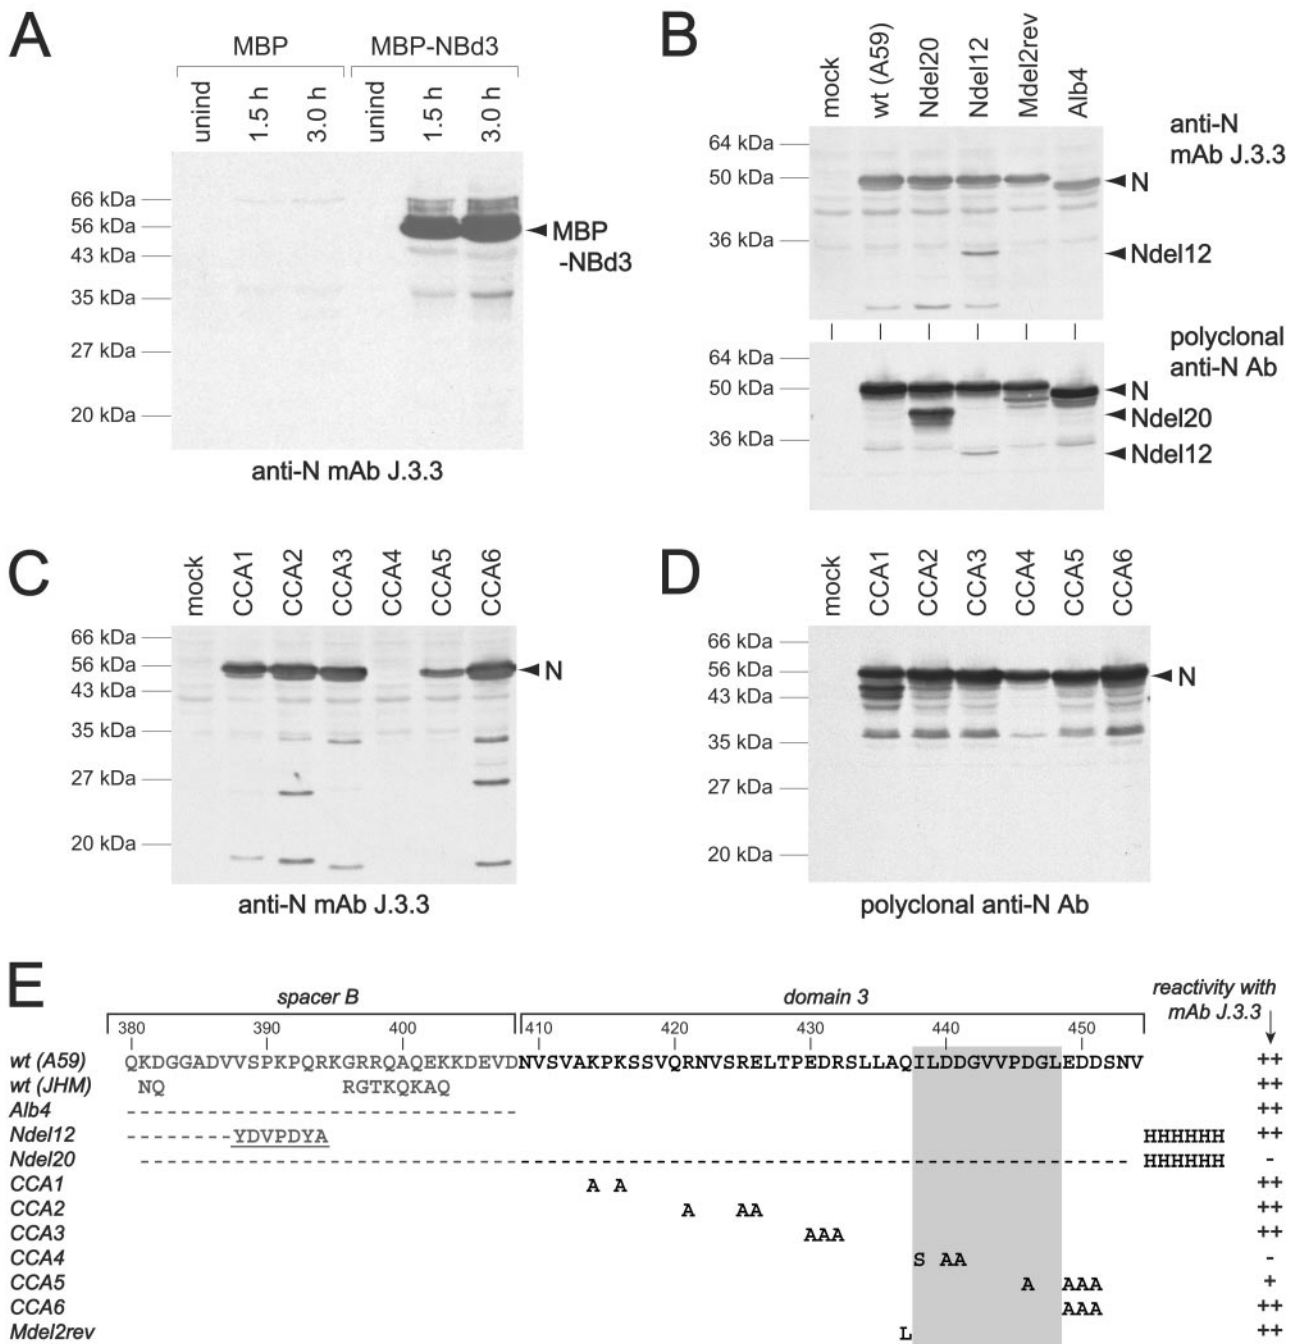 A
MBP MBP-NBd3
unind 1.5 h 3.0 h unind 1.5 h 3.0 h
66 kDa
56 kDa
43 kDa
35 kDa
27 kDa
20 kDa
MBP
-NBd3
anti-N mAb J.3.3
B
mock wt (A59) Ndel20 Ndel12 Mdel2rev Alb4
64 kDa
50 kDa
36 kDa
anti-N
mAb J.3.3
N
Ndel12
polyclonal
anti-N Ab
64 kDa
50 kDa
36 kDa
N
Ndel20
Ndel12
C
mock CCA1 CCA2 CCA3 CCA4 CCA5 CCA6
66 kDa
56 kDa
43 kDa
35 kDa
27 kDa
20 kDa
N
anti-N mAb J.3.3
D
mock CCA1 CCA2 CCA3 CCA4 CCA5 CCA6
66 kDa
56 kDa
43 kDa
35 kDa
27 kDa
20 kDa
N
polyclonal anti-N Ab
E
spacer B domain 3 reactivity with
mAb J.3.3
380 390 400 410 420 430 440 450
wt (A59) QKDGGADVVSPKPQRKGRRQAQEKKDEVDNVSVAKPKSSVQRNVSRELTPEDRSLLAQILDDGVVPDGLEDDSNV ++
wt (JHM) NQ RGTKQKAQ ++
Alb4 ----------------------------- ++
Ndel12 --------YDVPDYA HHHHHH ++
Ndel20 -------------------------------------------------------------------------- HHHHHH -
CCA1 A A ++
CCA2 A AA ++
CCA3 AAA ++
CCA4 S AA -
CCA5 A AAA +
CCA6 AAA ++
Mdel2rev L ++